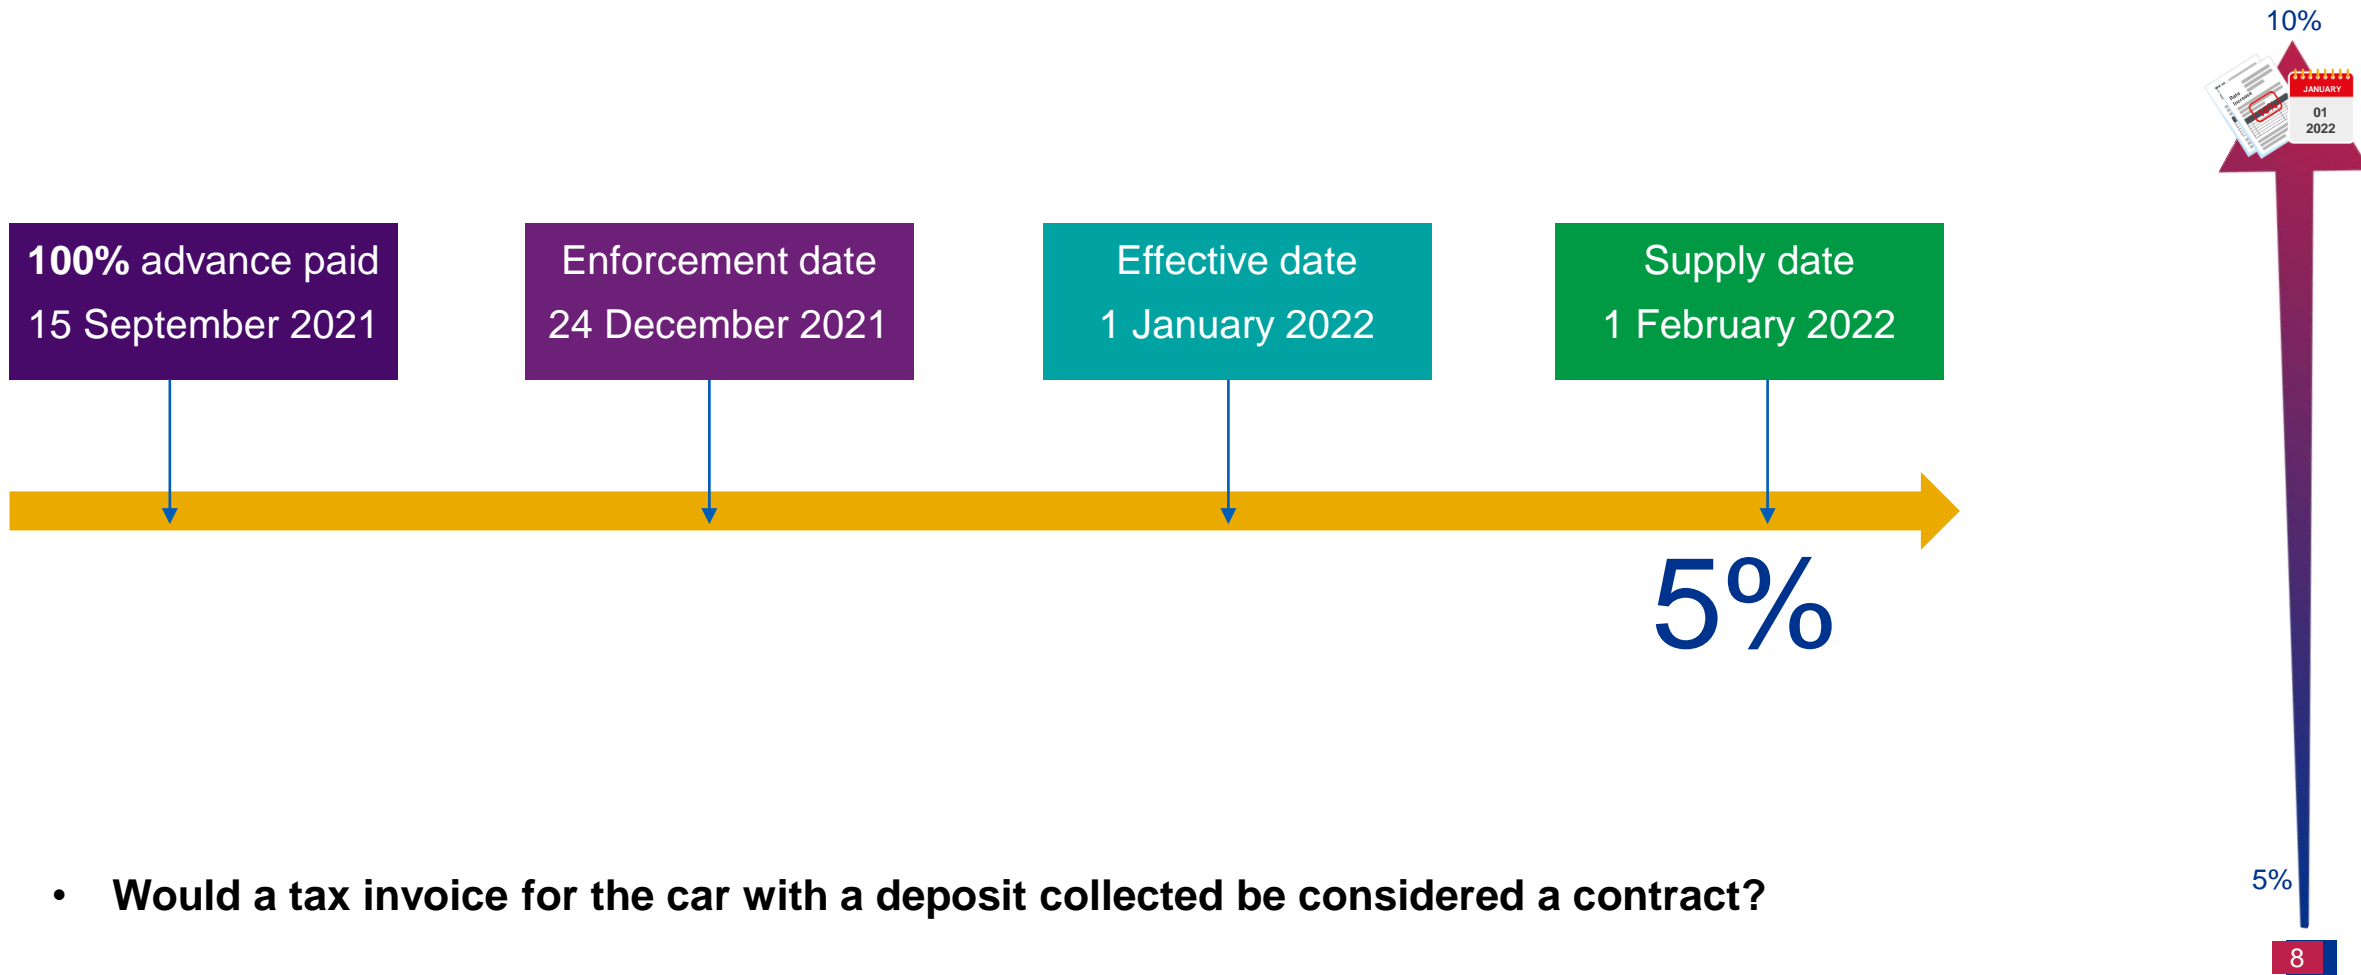 10%
Rate
Increase
JANUARY
01
2022
100% advance paid
15 September 2021
Enforcement date
24 December 2021
Effective date
1 January 2022
Supply date
1 February 2022
5%
• Would a tax invoice for the car with a deposit collected be considered a contract?
5%
8